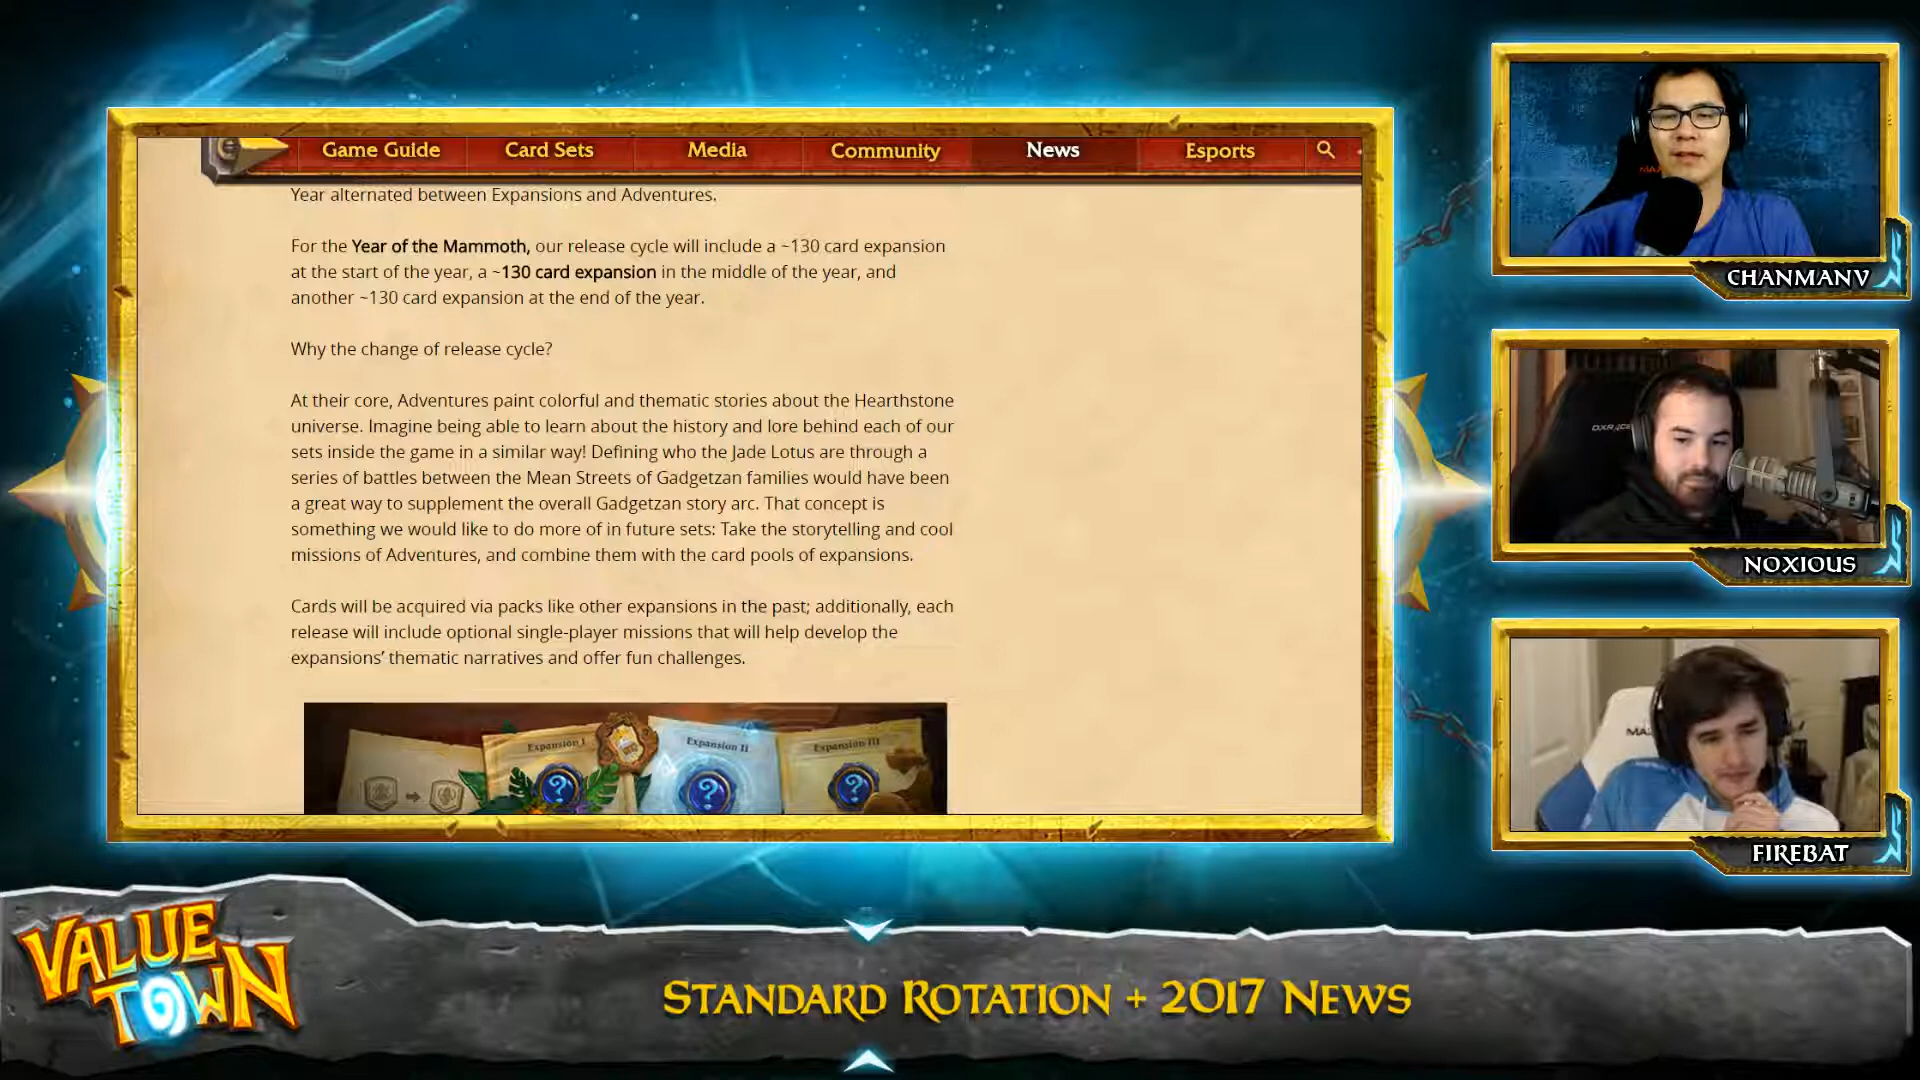 Game Guide
Card Sets
Media
Community
News
Esports
Year alternated between Expansions and Adventures.
For the Year of the Mammoth, our release cycle will include a ~130 card expansion
at the start of the year, a ~130 card expansion in the middle of the year, and
another ~130 card expansion at the end of the year.
Why the change of release cycle?
At their core, Adventures paint colorful and thematic stories about the Hearthstone
universe. Imagine being able to learn about the history and lore behind each of our
sets inside the game in a similar way! Defining who the Jade Lotus are through a
series of battles between the Mean Streets of Gadgetzan families would have been
a great way to supplement the overall Gadgetzan story arc. That concept is
something we would like to do more of in future sets: Take the storytelling and cool
missions of Adventures, and combine them with the card pools of expansions.
Cards will be acquired via packs like other expansions in the past; additionally, each
release will include optional single-player missions that will help develop the
expansions’ thematic narratives and offer fun challenges.
Expansion I
Expansion II
Expansion III
?
?
?
CHANMANV
DXRACER
NOXIOUS
FIREBAT
VALUE
TOWN
STANDARD ROTATION + 2017 NEWS